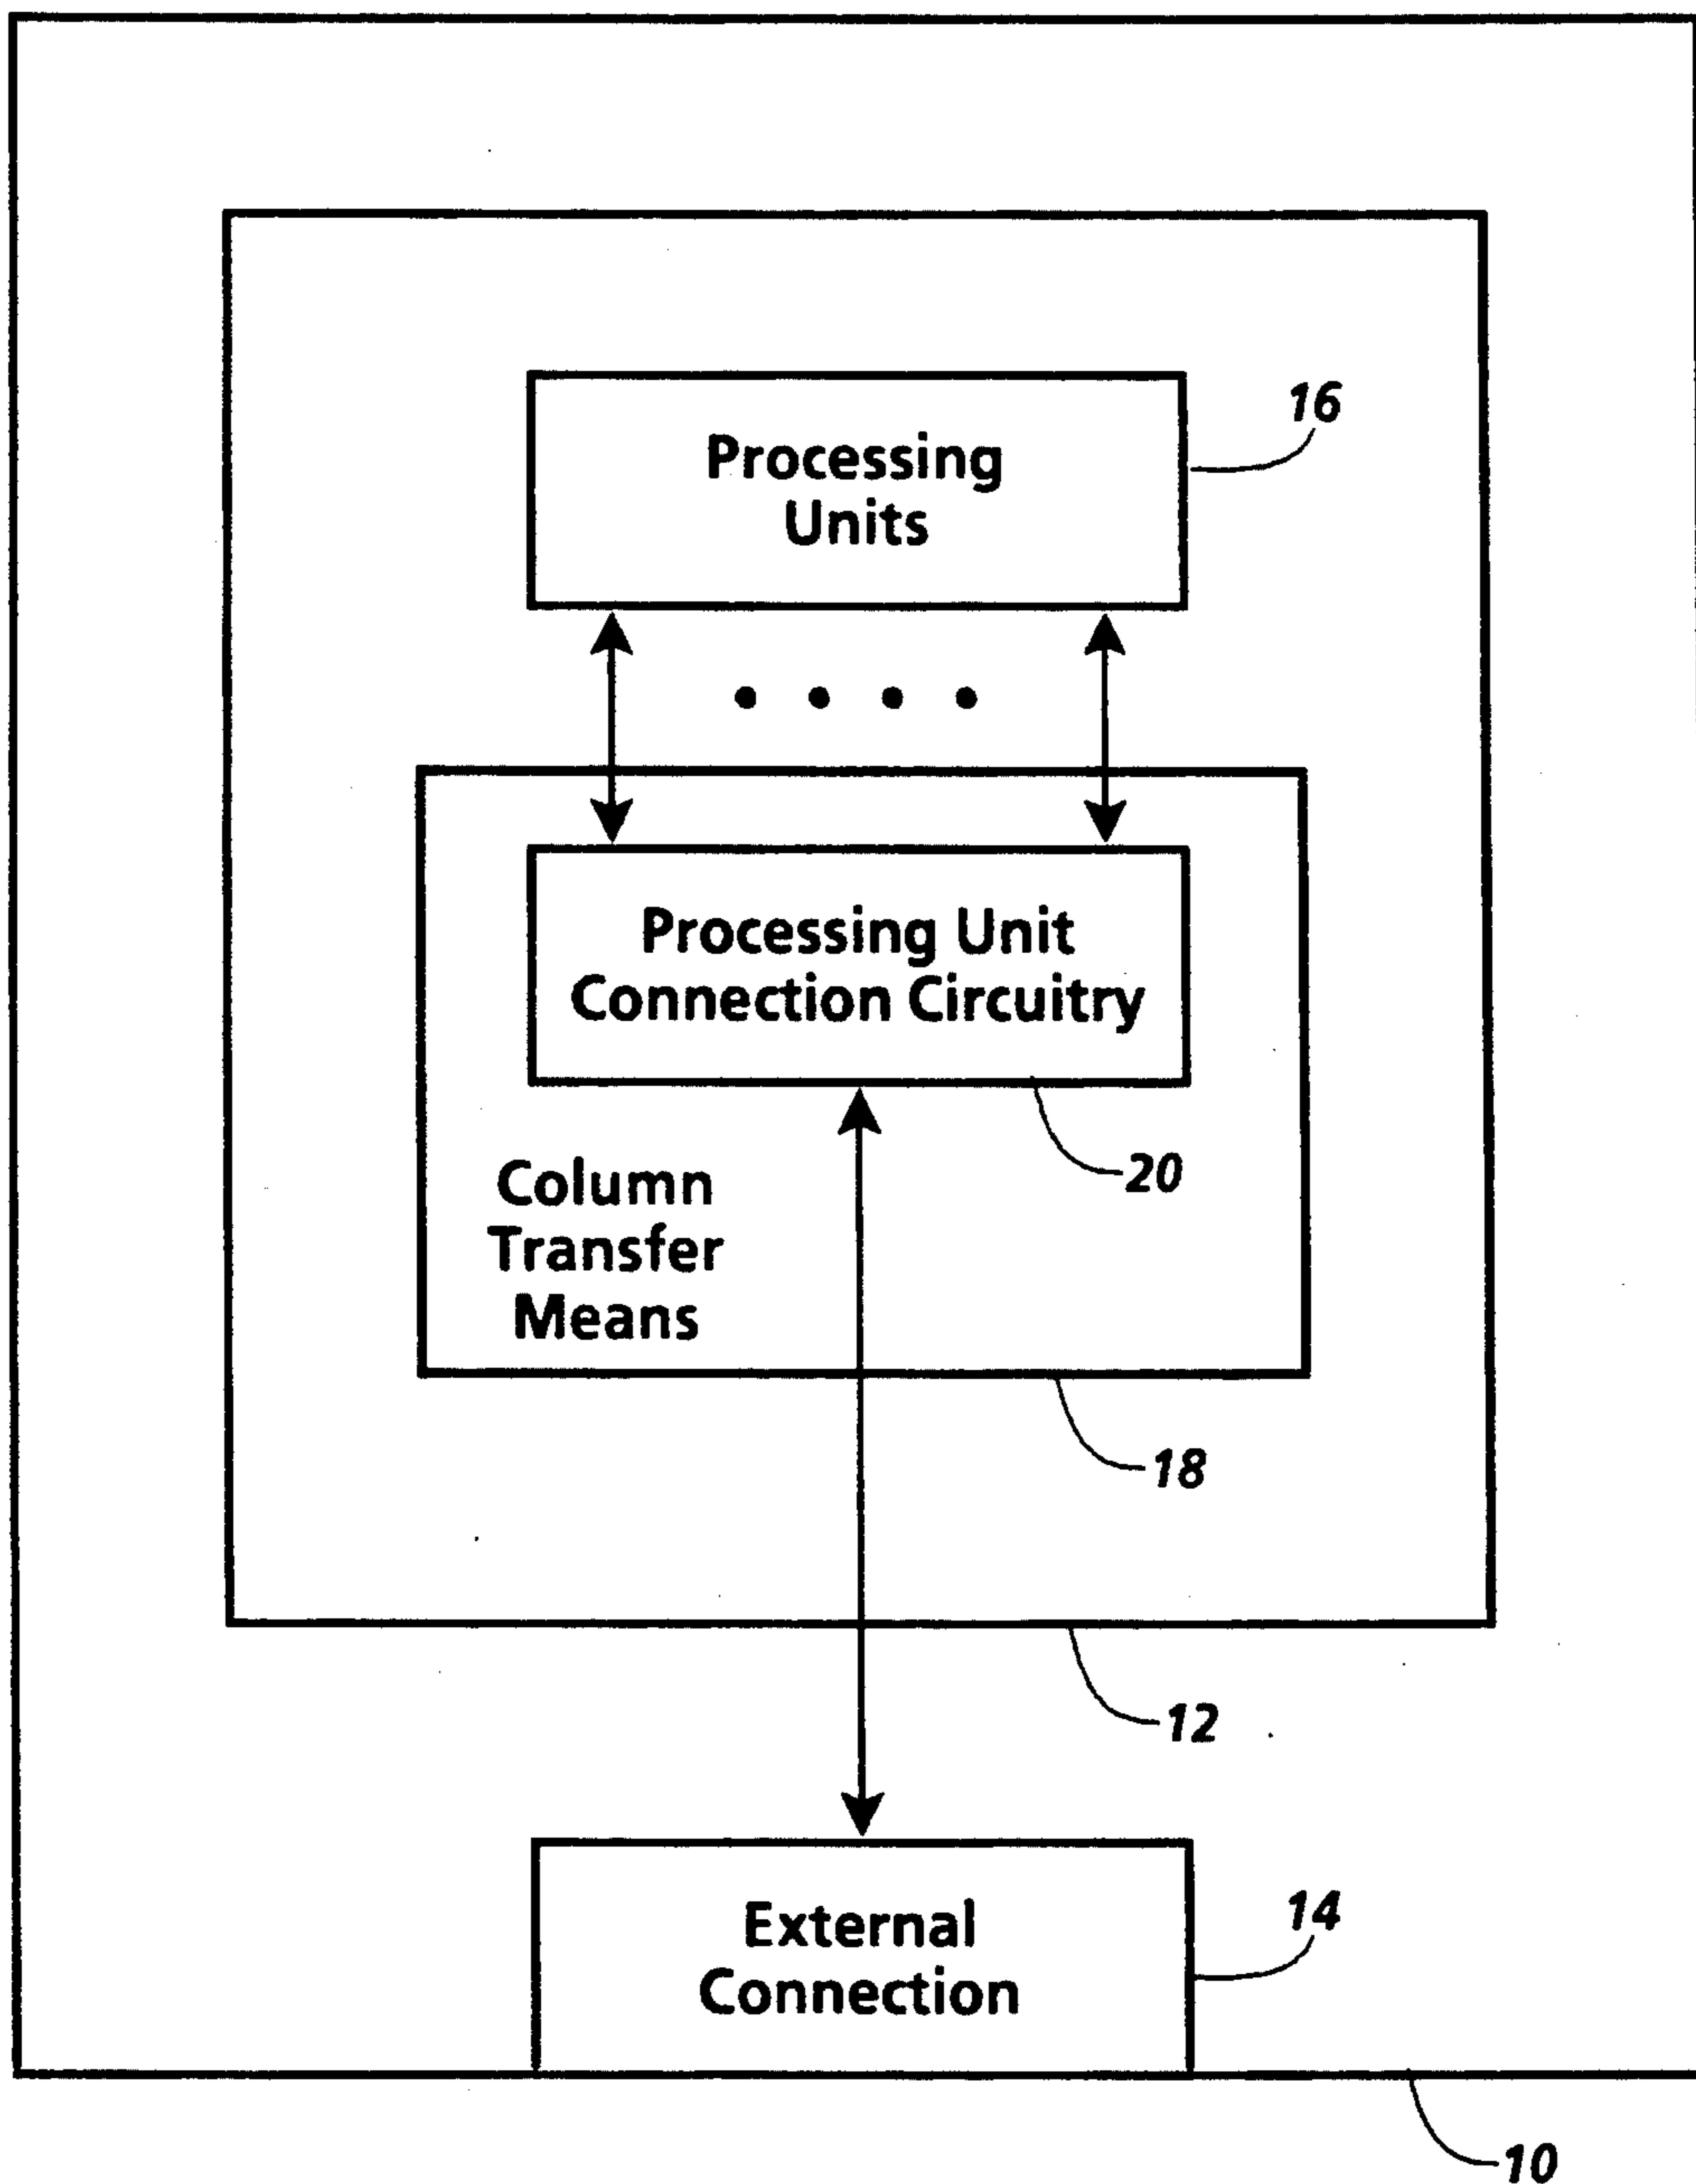 16
Processing
Units
Processing Unit
Connection Circuitry
20
Column
Transfer
Means
18
12
External
Connection
14
10